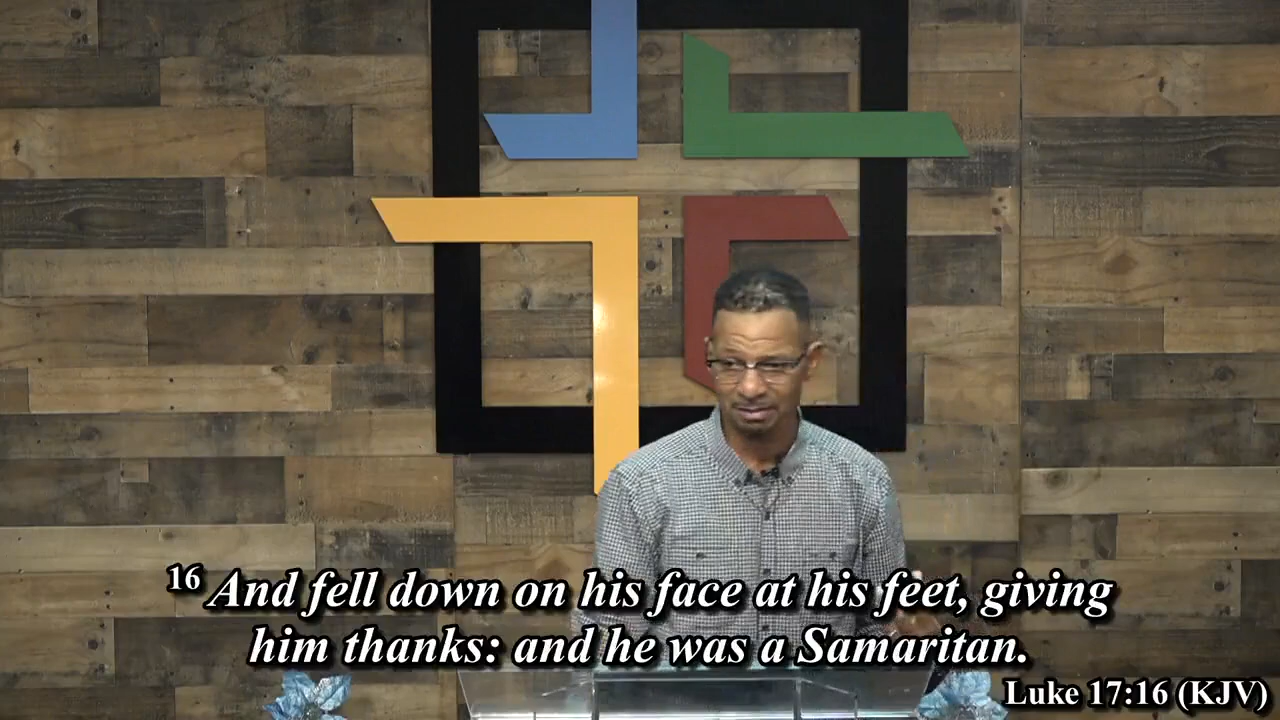 16 And fell down on his face at his feet, giving
him thanks: and he was a Samaritan.
Luke 17:16 (KJV)